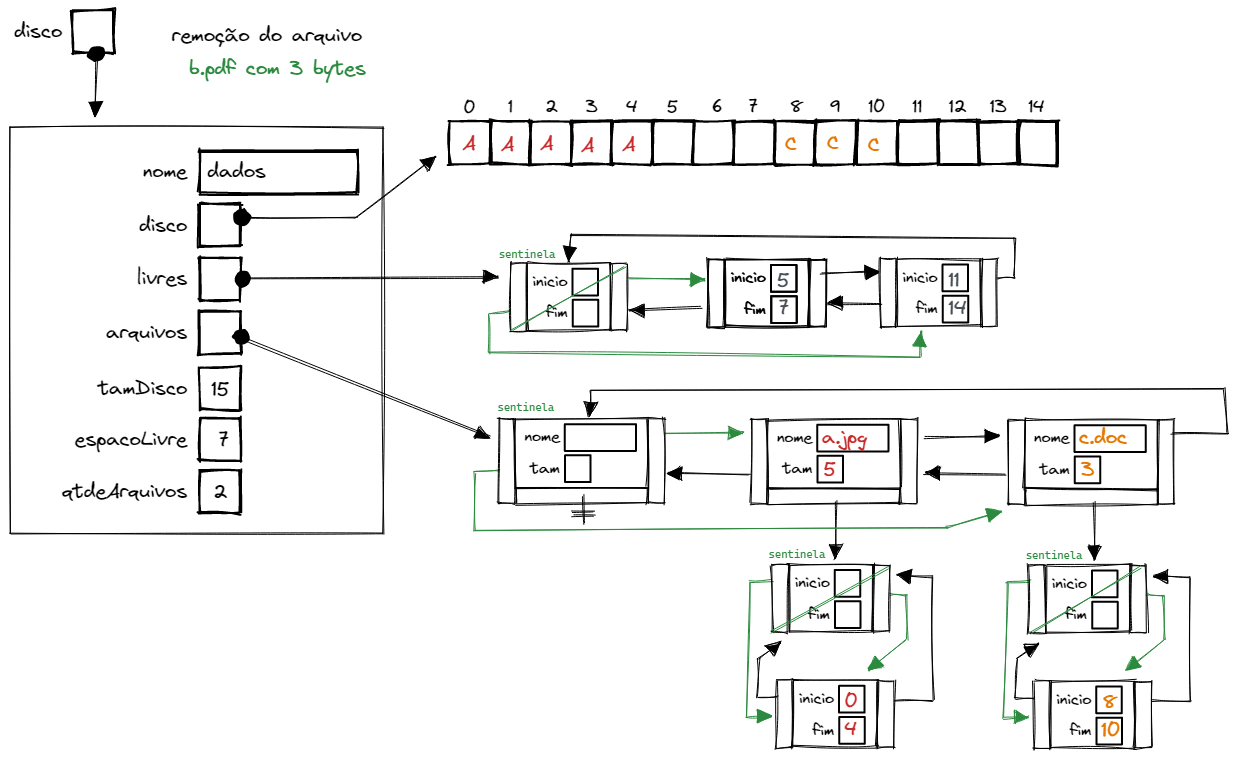 disco
remoção do arquivo
b.pdf com 3 bytes
0 1 2 3 4 5 6 7 8 9 10 11 12 13 14
A A A A A C C C
nome dados
disco
livres
arquivos
tamDisco 15
espacoLivre 7
qtdeArquivos 2
sentinela
inicio
fim
inicio 5
fim 7
inicio 11
fim 14
sentinela
nome
tam
nome a.jpg
tam 5
nome c.doc
tam 3
sentinela
inicio
fim
inicio 0
fim 4
sentinela
inicio
fim
inicio 8
fim 10